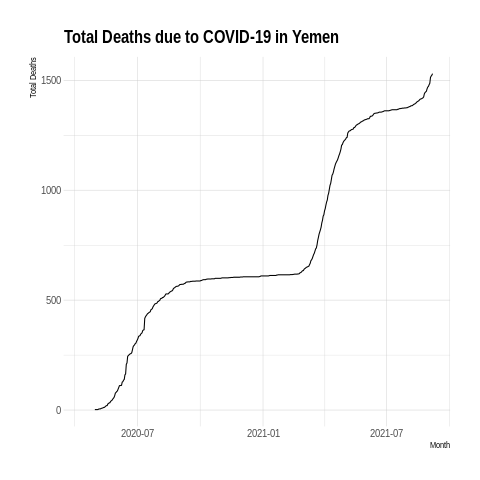 Total Deaths due to COVID-19 in Yemen
Total Deaths
1500
1000
500
0
2020-07
2021-01
2021-07
Month